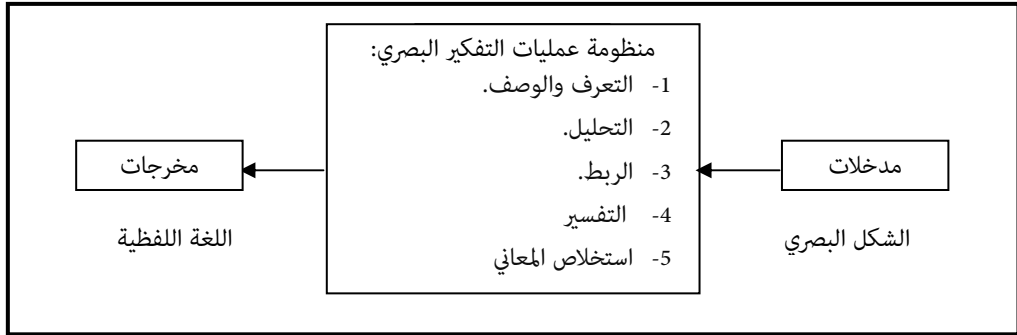 منظومة عمليات التفكير البصري:
1- التعرف والوصف.
2- التحليل.
3- الربط.
4- التفسير
5- استخلاص المعاني
مدخلات
الشكل البصري
مخرجات
اللغة اللفظية